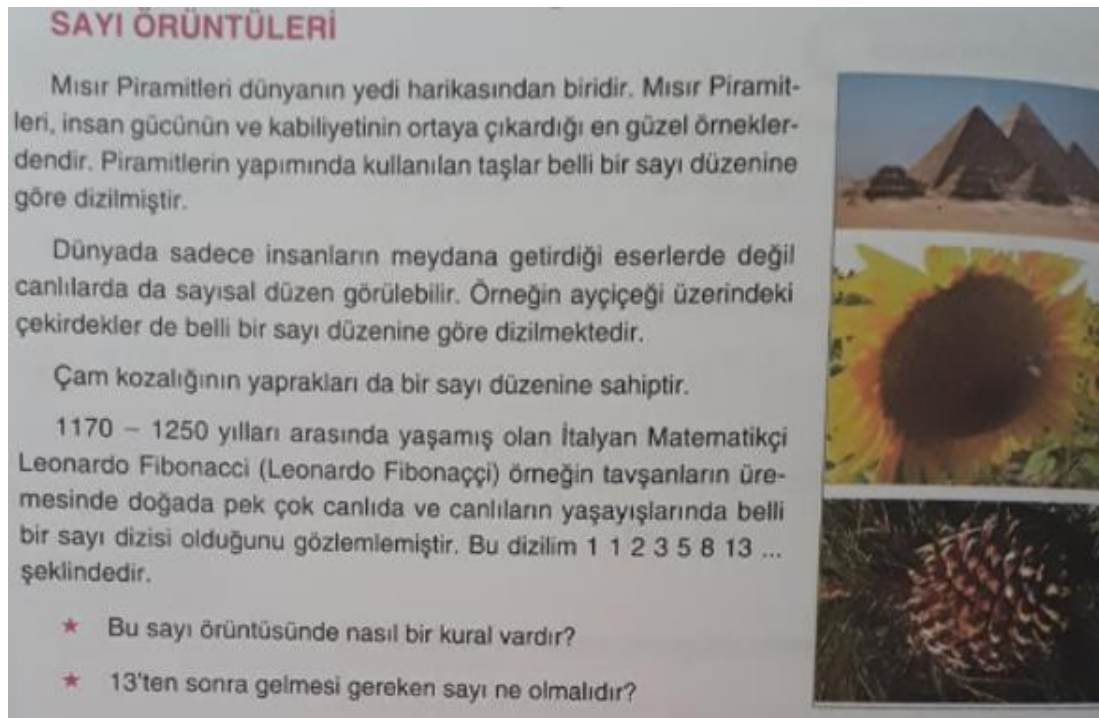 SAYI ÖRÜNTÜLERİ
Mısır Piramitleri dünyanın yedi harikasından biridir. Mısır Piramit-
leri, insan gücünün ve kabiliyetinin ortaya çıkardığı en güzel örnekler-
dendir. Piramitlerin yapımında kullanılan taşlar belli bir sayı düzenine
göre dizilmiştir.
Dünyada sadece insanların meydana getirdiği eserlerde değil
canlılarda da sayısal düzen görülebilir. Örneğin ayçiçeği üzerindeki
çekirdekler de belli bir sayı düzenine göre dizilmektedir.
Çam kozalığının yaprakları da bir sayı düzenine sahiptir.
1170 – 1250 yılları arasında yaşamış olan İtalyan Matematikçi
Leonardo Fibonacci (Leonardo Fibonaççi) örneğin tavşanların üre-
mesinde doğada pek çok canlıda ve canlıların yaşayışlarında belli
bir sayı dizisi olduğunu gözlemlemiştir. Bu dizilim 1 1 2 3 5 8 13 ...
şeklindedir.
★ Bu sayı örüntüsünde nasıl bir kural vardır?
★ 13'ten sonra gelmesi gereken sayı ne olmalıdır?